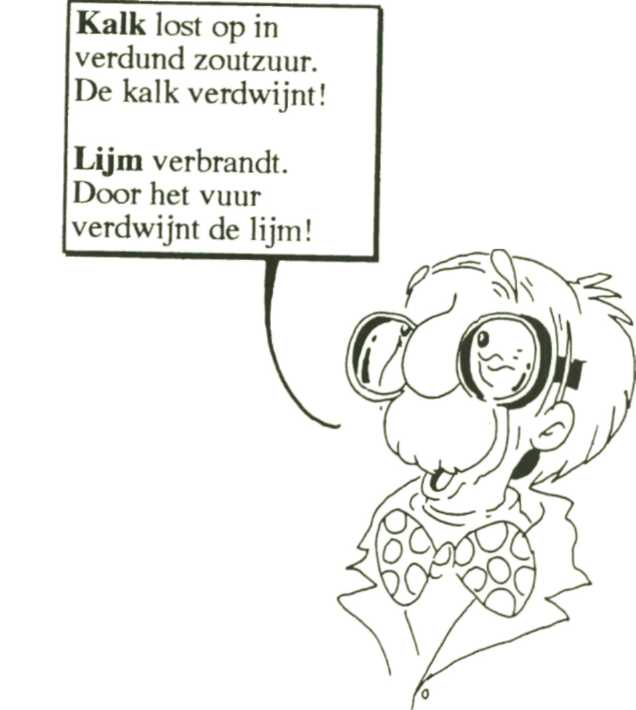 Kalk lost op in
verdund zoutzuur.
De kalk verdwijnt!
Lijm verbrandt.
Door het vuur
verdwijnt de lijm!